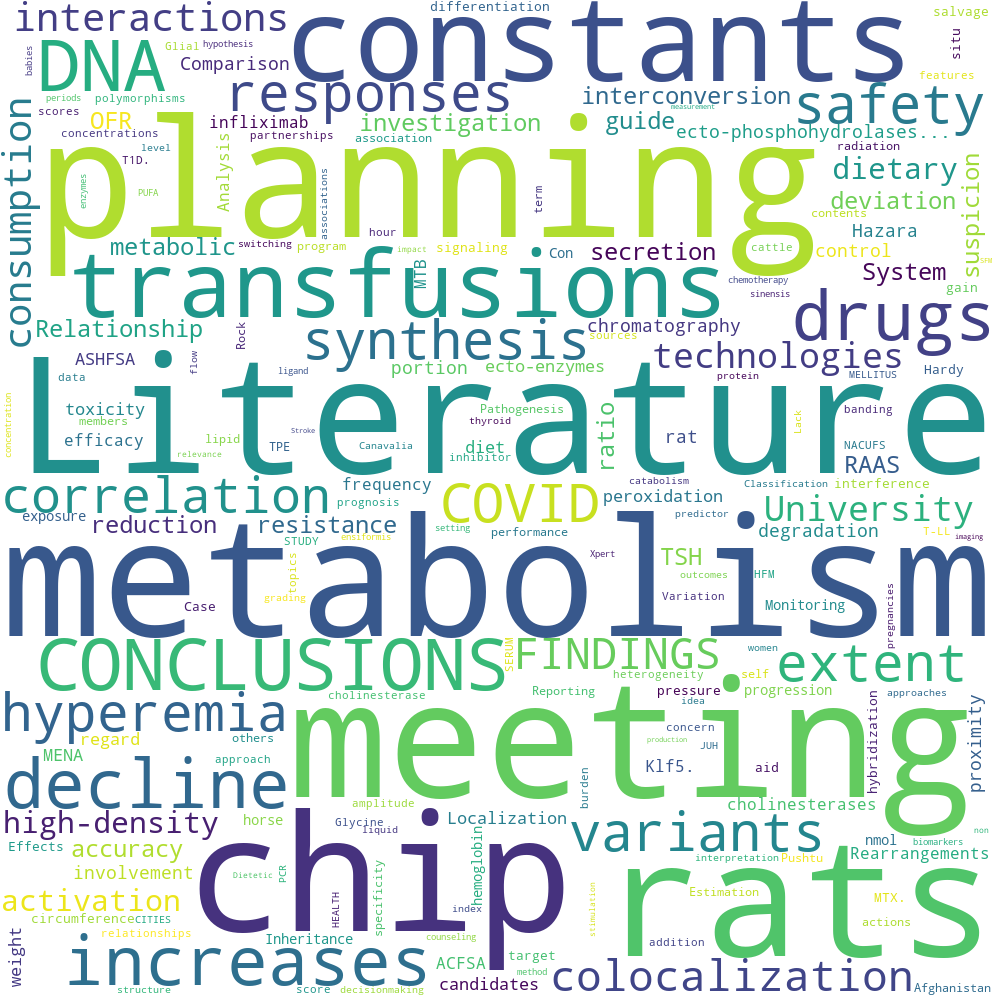 differentiation
salvage
interactions
constants
situ
babies
DNA
Glial
hypothesis
Comparison
features
periods
polymorphisms
responses
interconversion
measurement
safety
scores
OFR
infliximab
investigation
guide
ecto-phosphohydrolases...
concentrations
partnerships
association
radiation
consumption
level
T1D.
Analysis
planning
dietary
suspicion
enzymes
PUFA
associations
term
deviation
contents
hour
Hazara
metabolic
switching
program
signaling
impact
Con
secretion
cattle
control
transfusions
MTB
System
chemotherapy
gain
sinensis
drugs
Relationship
Rock
synthesis
chromatography
sources
ASHFSA
flow
technologies
data
ligand
portion
ecto-enzymes
protein
MELLITUS
Hardy
Literature
concentration
toxicity
members
Pathogenesis
thyroid
ratio
banding
Lack
efficacy
lipid
TPE
Stroke
Canavalia
diet
inhibitor
rat
NACUFS
relevance
RAAS
correlation
frequency
catabolism
Classification
interference
prognosis
COVID
peroxidation
University
exposure
reduction
resistance
setting
predictor
STUDY
ensiformis
performance
degradation
T-LL
imaging
metabolism
topics
Xpert
TSH
outcomes
HFM
grading
Case
Variation
Monitoring
pregnancies
CONCLUSIONS
SERUM
FINDINGS
women
extent
heterogeneity
self
cholinesterase
Reporting
pressure
progression
idea
approaches
hyperemia
meeting
concern
hybridization
proximity
regard
others
production
JUH
MENA
approach
Klf5.
aid
decline
burden
amplitude
cholinesterases
high-density
horse
Glycine
liquid
Localization
variants
nmol
non
biomarkers
Effects
accuracy
chip
hemoglobin
interpretation
Pushtu
Rearrangements
involvement
Dietetic
PCR
specificity
rats
activation
HEALTH
stimulation
Estimation
MTX.
circumference
CITIES
index
actions
relationships
Inheritance
counseling
addition
weight
increases
ACFSA
target
method
colocalization
structure
score
decisionmaking
candidates
Afghanistan